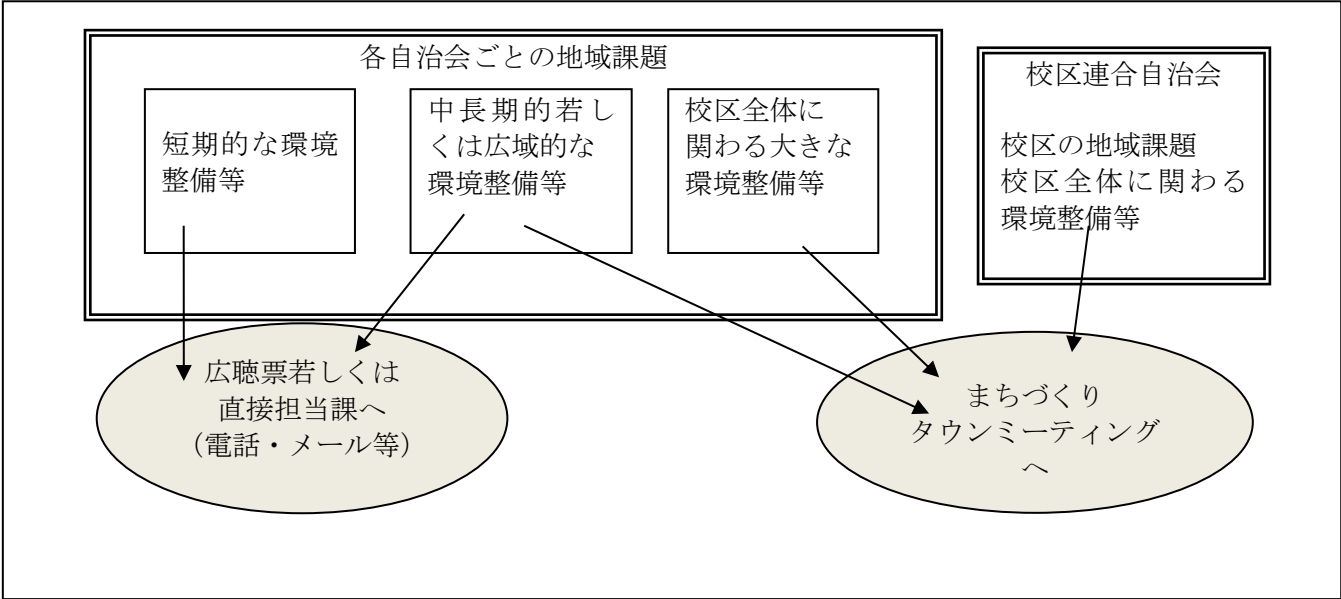 各自治会ごとの地域課題
短期的な環境
整備等
中長期的若し
くは広域的な
環境整備等
校区全体に
関わる大きな
環境整備等
校区連合自治会
校区の地域課題
校区全体に関わる
環境整備等
広聴票若しくは
直接担当課へ
（電話・メール等）
まちづくり
タウンミーティング
へ